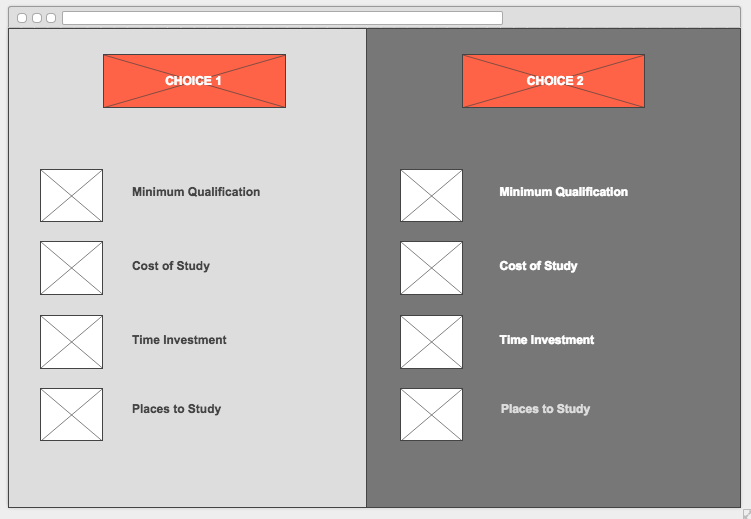 CHOICE 1
Minimum Qualification
Cost of Study
Time Investment
Places to Study
CHOICE 2
Minimum Qualification
Cost of Study
Time Investment
Places to Study